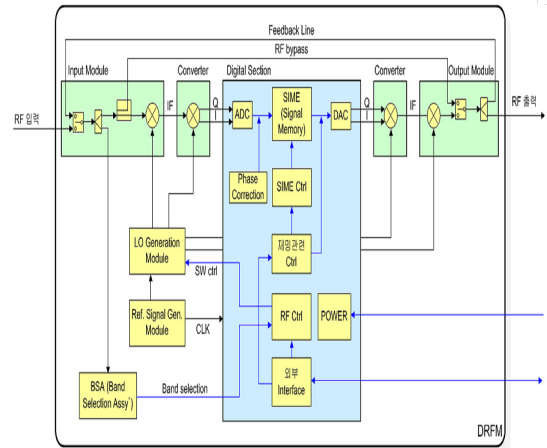 Feedback Line
RF bypass
Input Module
Converter
Digital Section
Converter
Output Module
RF 입력
IF
Q
I
ADC
SIME
(Signal
Memory)
DAC
Q
I
IF
RF 출력
Phase
Correction
SIME Ctrl
LO Generation
Module
재밍관련
Ctrl
SW ctrl
Ref. Signal Gen.
Module
CLK
RF Ctrl
POWER
BSA (Band
Selection Assy')
Band selection
외부
Interface
DRFM